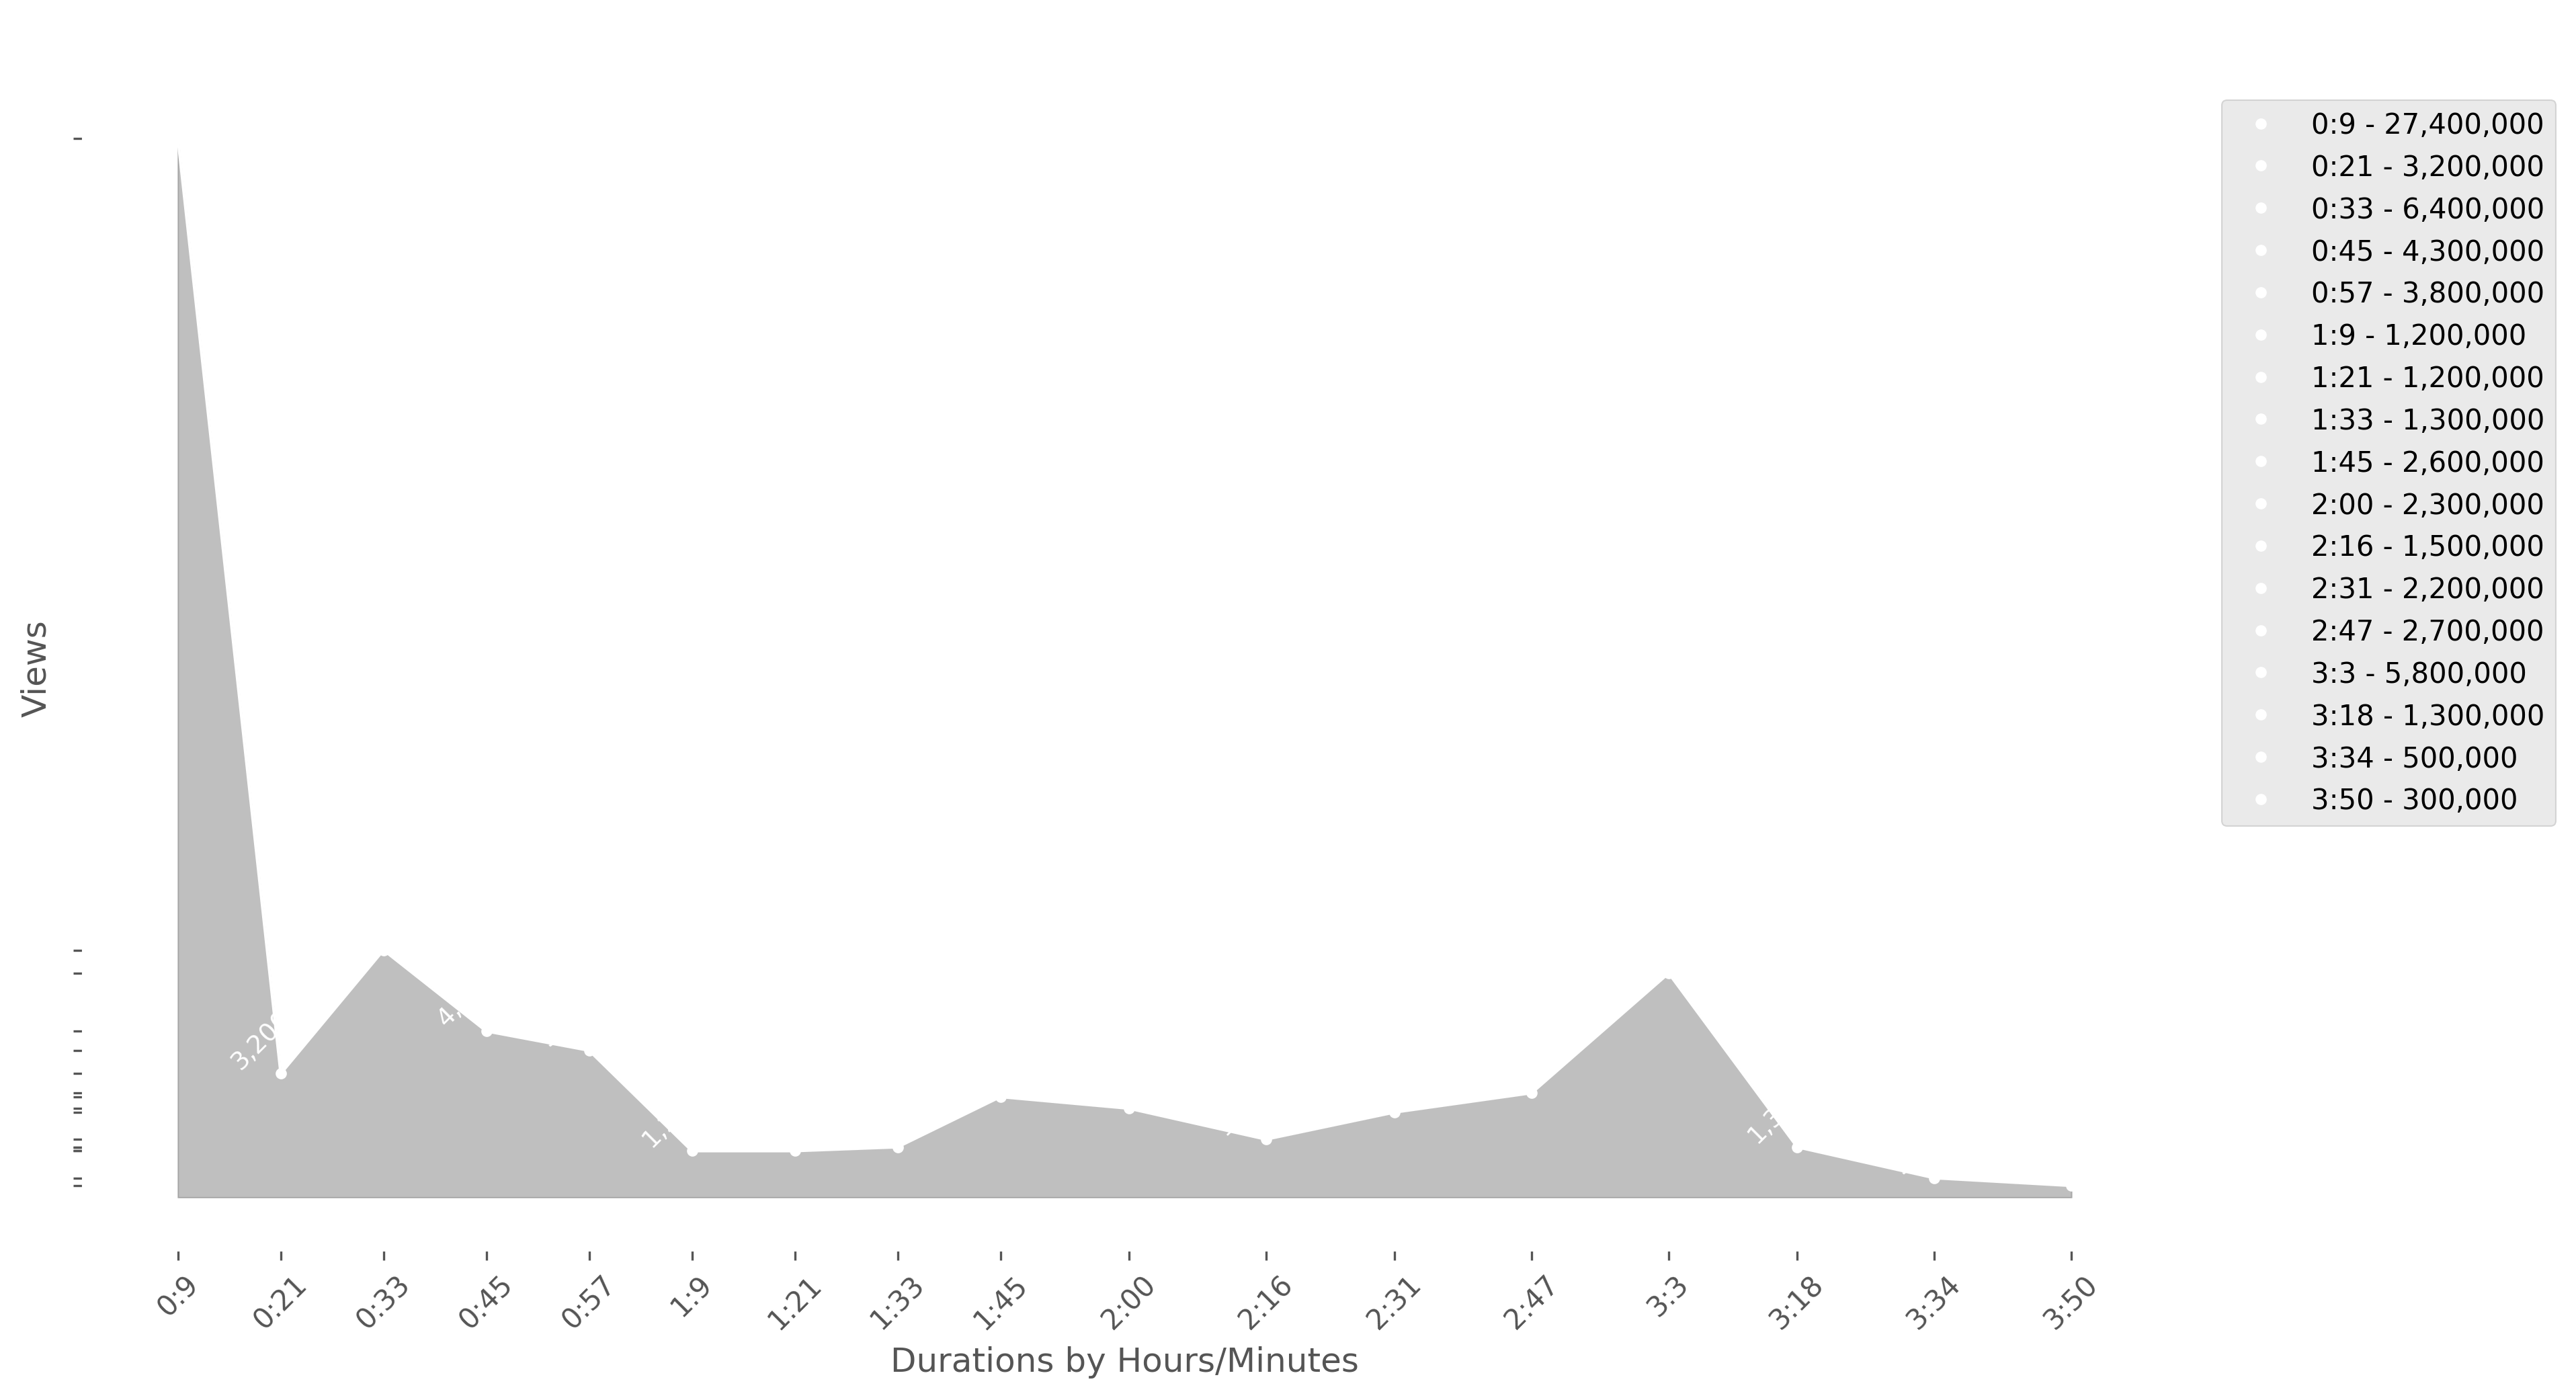 0:9 - 27,400,000
0:21 - 3,200,000
0:33 - 6,400,000
0:45 - 4,300,000
0:57 - 3,800,000
1:9 - 1,200,000
1:21 - 1,200,000
1:33 - 1,300,000
1:45 - 2,600,000
2:00 - 2,300,000
2:16 - 1,500,000
2:31 - 2,200,000
2:47 - 2,700,000
3:3 - 5,800,000
3:18 - 1,300,000
3:34 - 500,000
3:50 - 300,000
Views
0:9
0:21
0:33
0:45
0:57
1:9
1:21
1:33
1:45
2:00
2:16
2:31
2:47
3:3
3:18
3:34
3:50
Durations by Hours/Minutes